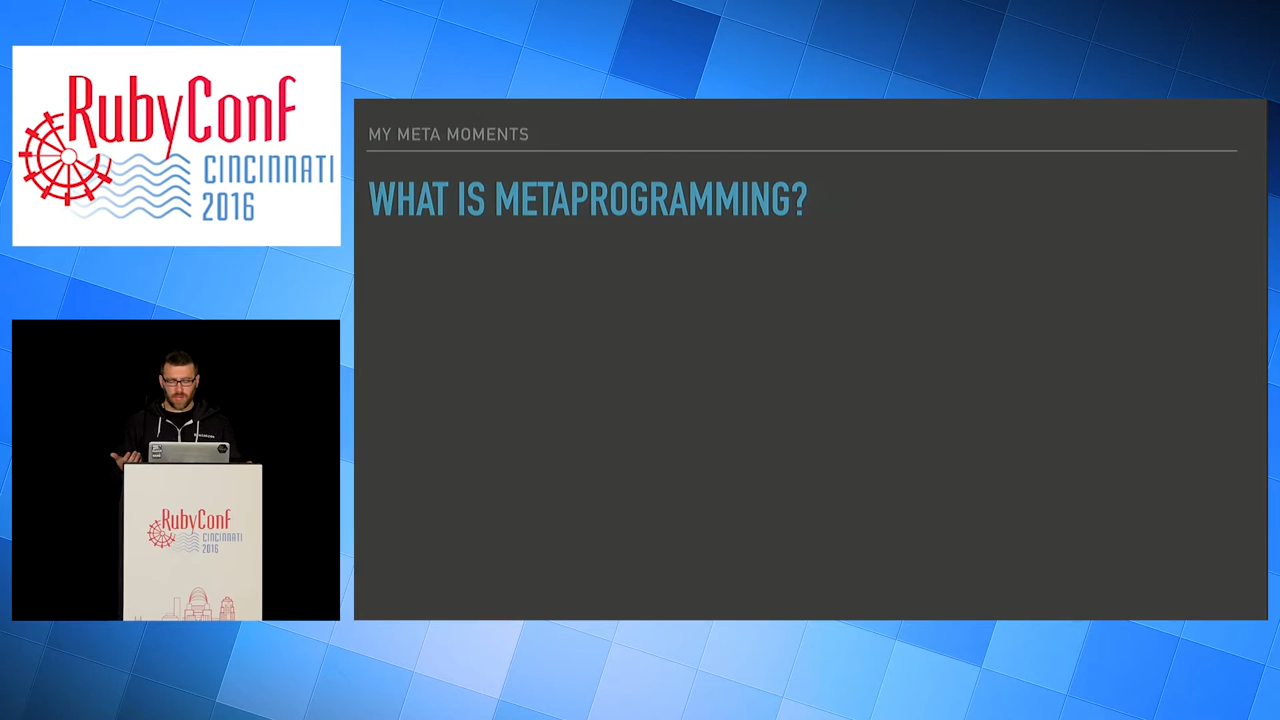 RubyConf
CINCINNATI
2016
MY META MOMENTS
WHAT IS METAPROGRAMMING?
RubyConf
CINCINNATI
2016